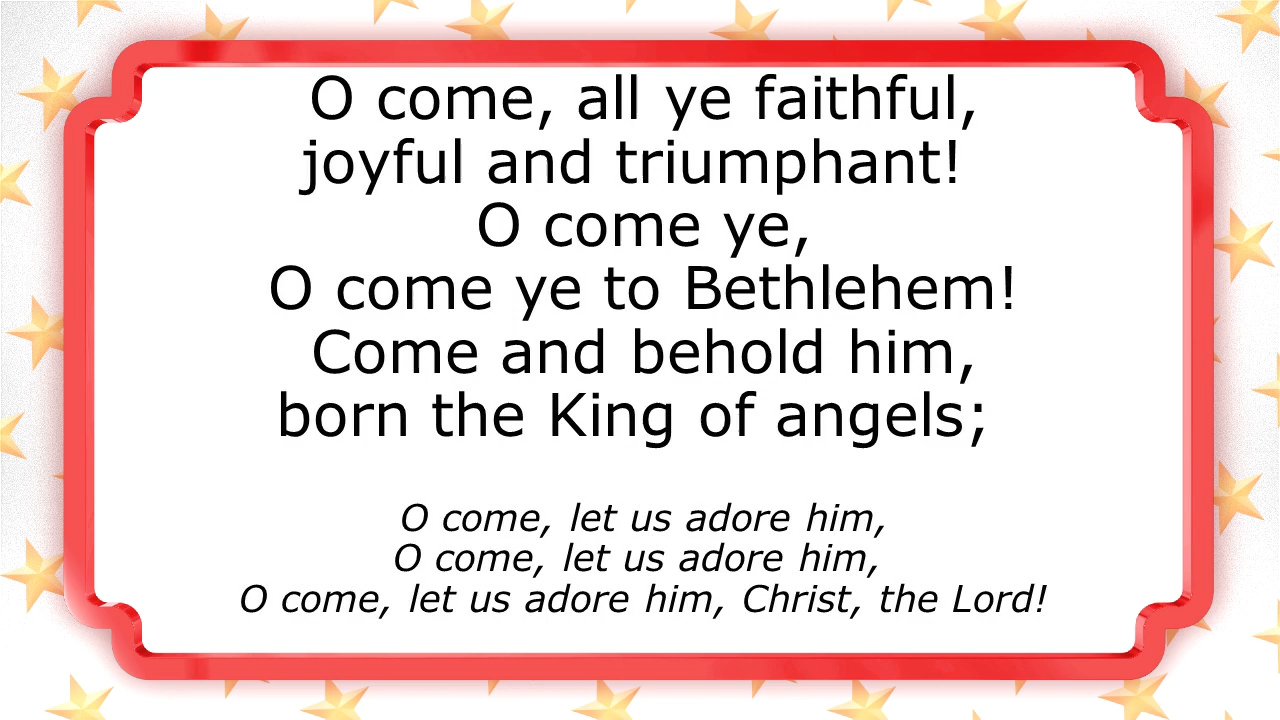 O come, all ye faithful,
joyful and triumphant!
O come ye,
O come ye to Bethlehem!
Come and behold him,
born the King of angels;
O come, let us adore him,
O come, let us adore him,
O come, let us adore him, Christ, the Lord!